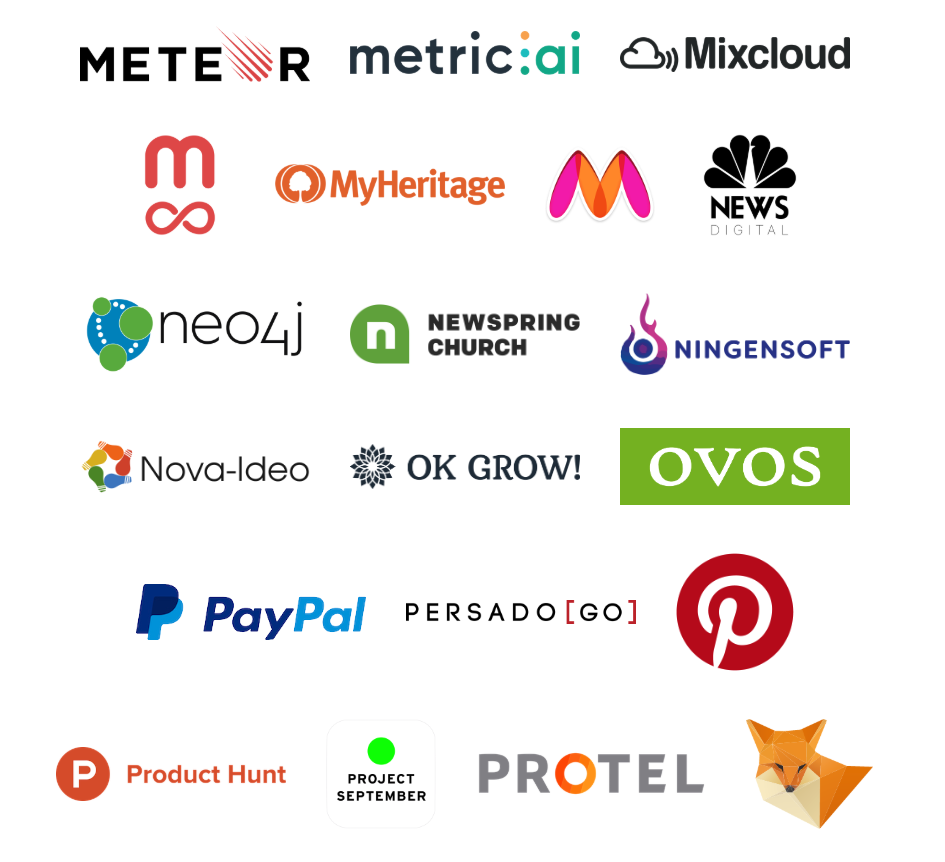 METEOR
metric:ai
Mixcloud
m
MyHeritage
M
NEWS
DIGITAL
neo4j
n
NEWSPRING
CHURCH
NINGENSOFT
Nova-Ideo
OK GROW!
OVOS
P PayPal
PERSADO[GO]
P
P Product Hunt
PROJECT
SEPTEMBER
PROTEL